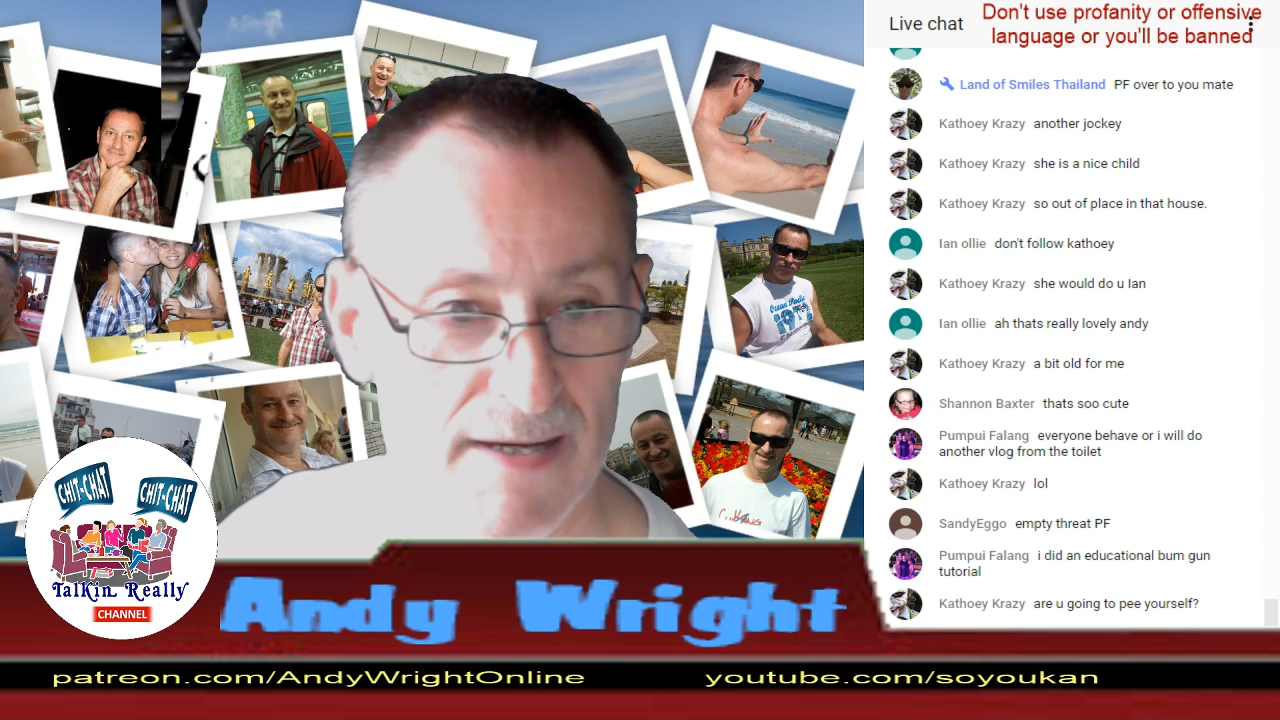 Live chat
Don't use profanity or offensive
language or you'll be banned
Land of Smiles Thailand PF over to you mate
Kathoey Krazy another jockey
Kathoey Krazy she is a nice child
Kathoey Krazy so out of place in that house.
Ian ollie don't follow kathoey
Kathoey Krazy she would do u Ian
Ian ollie ah thats really lovely andy
Kathoey Krazy a bit old for me
Shannon Baxter thats soo cute
Pumpui Falang everyone behave or i will do
another vlog from the toilet
Kathoey Krazy lol
SandyEggo empty threat PF
Pumpui Falang i did an educational bum gun
tutorial
Kathoey Krazy are u going to pee yourself?
CHIT-CHAT
CHIT-CHAT
Talkin Really
CHANNEL
Andy Wright
patreon.com/AndyWrightOnline
youtube.com/soyoukan